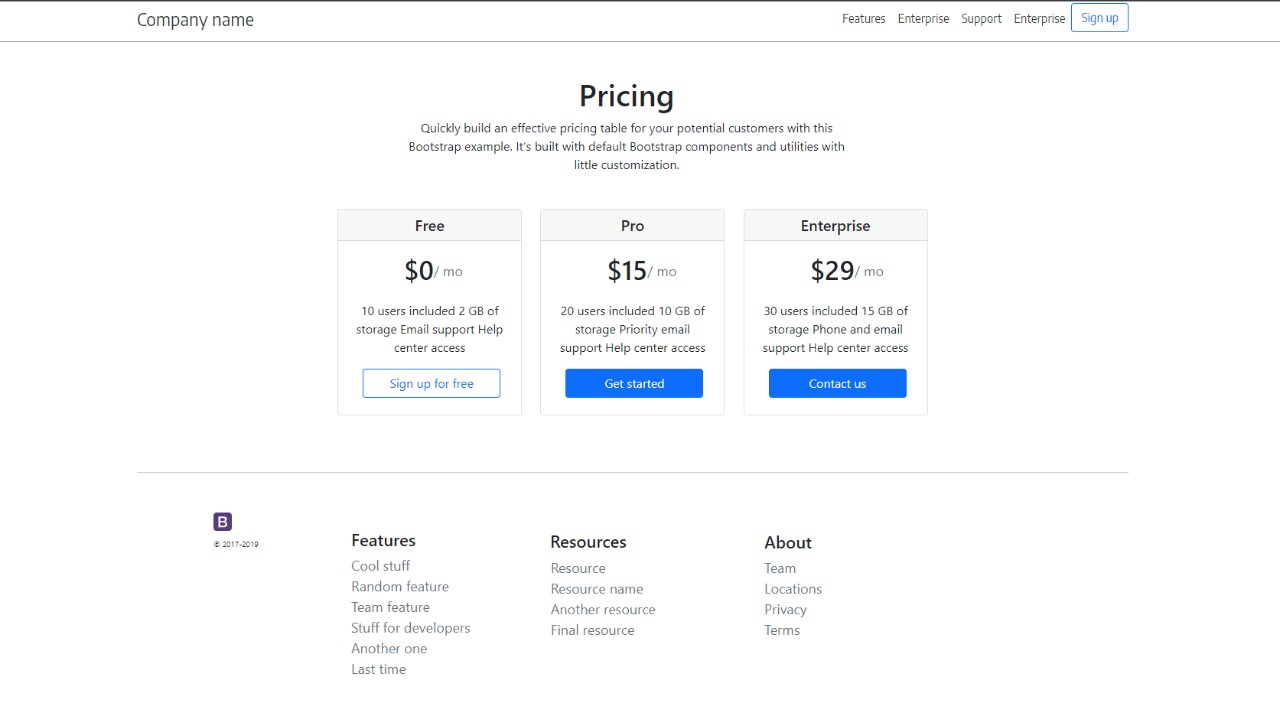 Company name
Features Enterprise Support Enterprise Sign up
Pricing
Quickly build an effective pricing table for your potential customers with this
Bootstrap example. It's built with default Bootstrap components and utilities with
little customization.
Free
$0/ mo
10 users included 2 GB of
storage Email support Help
center access
Sign up for free
Pro
$15/ mo
20 users included 10 GB of
storage Priority email
support Help center access
Get started
Enterprise
$29/ mo
30 users included 15 GB of
storage Phone and email
support Help center access
Contact us
B
© 2017-2019
Features
Cool stuff
Random feature
Team feature
Stuff for developers
Another one
Last time
Resources
Resource
Resource name
Another resource
Final resource
About
Team
Locations
Privacy
Terms